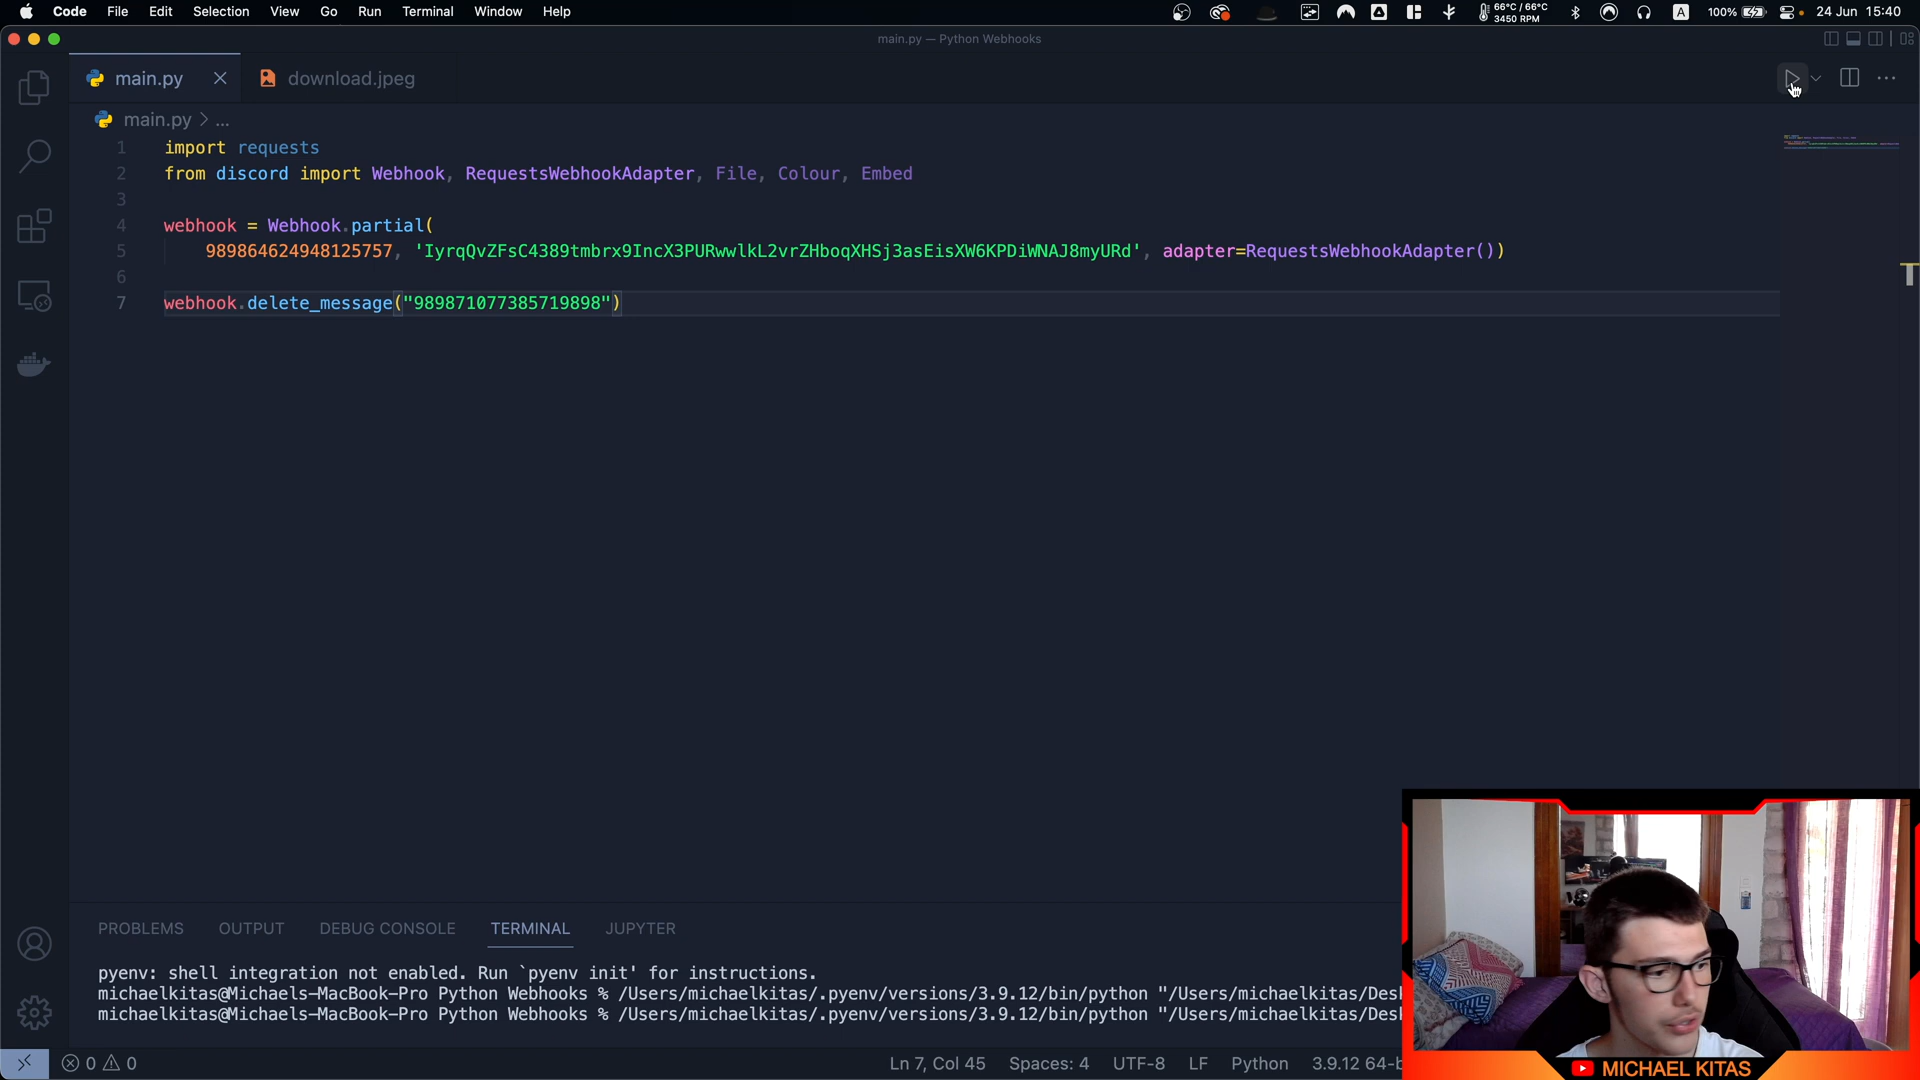 Code File Edit Selection View Go Run Terminal Window Help 66°C / 66°C 3450 RPM A 100% 24 Jun 15:40
main.py — Python Webhooks
main.py download.jpeg
main.py > ...
1 import requests
2 from discord import Webhook, RequestsWebhookAdapter, File, Colour, Embed
3
4 webhook = Webhook.partial(
5 989864624948125757, 'IyrqQvZFsC4389tmbrx9IncX3PURwwlkL2vrZHboqXHSj3asEisXW6KPDiWNAJ8myURd', adapter=RequestsWebhookAdapter())
6
7 webhook.delete_message("989871077385719898")
PROBLEMS OUTPUT DEBUG CONSOLE TERMINAL JUPYTER
pyenv: shell integration not enabled. Run `pyenv init' for instructions.
michaelkitas@Michaels-MacBook-Pro Python Webhooks % /Users/michaelkitas/.pyenv/versions/3.9.12/bin/python "/Users/michaelkitas/Des
michaelkitas@Michaels-MacBook-Pro Python Webhooks % /Users/michaelkitas/.pyenv/versions/3.9.12/bin/python "/Users/michaelkitas/Des
0 0 Ln 7, Col 45 Spaces: 4 UTF-8 LF Python 3.9.12 64-b
MICHAEL KITAS